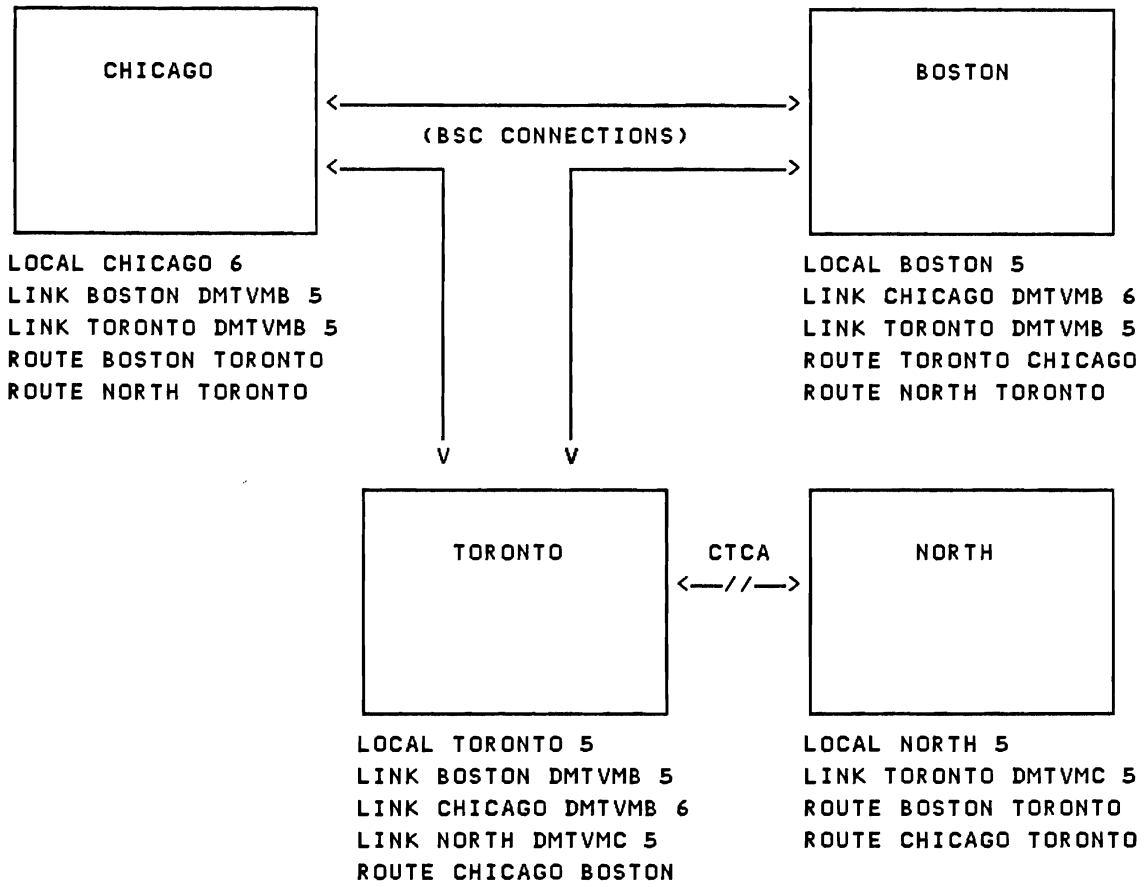 CHICAGO
BOSTON
(BSC CONNECTIONS)
LOCAL CHICAGO 6
LINK BOSTON DMTVMB 5
LINK TORONTO DMTVMB 5
ROUTE BOSTON TORONTO
ROUTE NORTH TORONTO
LOCAL BOSTON 5
LINK CHICAGO DMTVMB 6
LINK TORONTO DMTVMB 5
ROUTE TORONTO CHICAGO
ROUTE NORTH TORONTO
TORONTO
CTCA
NORTH
LOCAL TORONTO 5
LINK BOSTON DMTVMB 5
LINK CHICAGO DMTVMB 6
LINK NORTH DMTVMC 5
ROUTE CHICAGO BOSTON
LOCAL NORTH 5
LINK TORONTO DMTVMC 5
ROUTE BOSTON TORONTO
ROUTE CHICAGO TORONTO